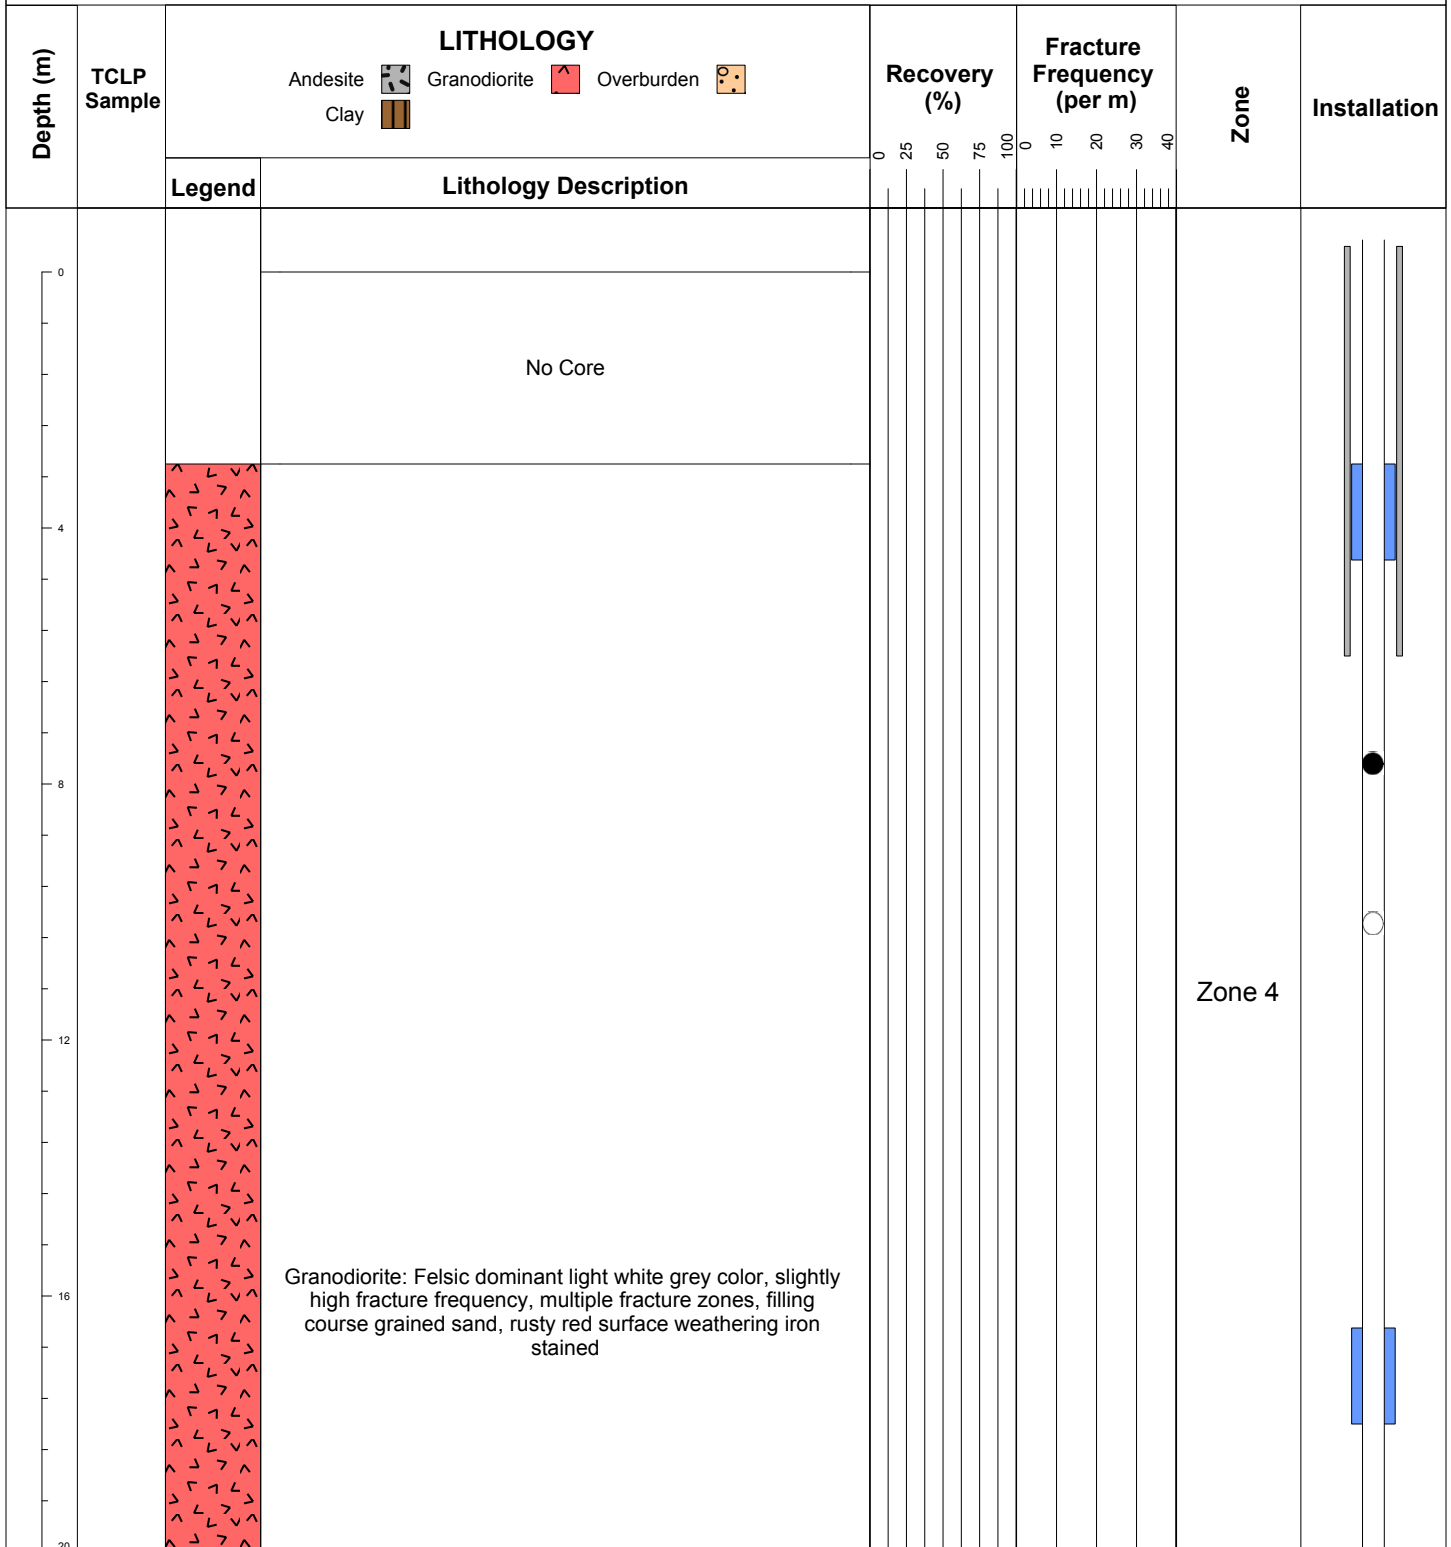 Depth (m)
TCLP
Sample
LITHOLOGY
Andesite Granodiorite Overburden
Clay
Legend
Lithology Description
Recovery
(%)
0 25 50 75 100
Fracture
Frequency
(per m)
0 10 20 30 40
Zone
Installation
0
No Core
4
8
Zone 4
12
Granodiorite: Felsic dominant light white grey color, slightly
high fracture frequency, multiple fracture zones, filling
course grained sand, rusty red surface weathering iron
stained
16
20